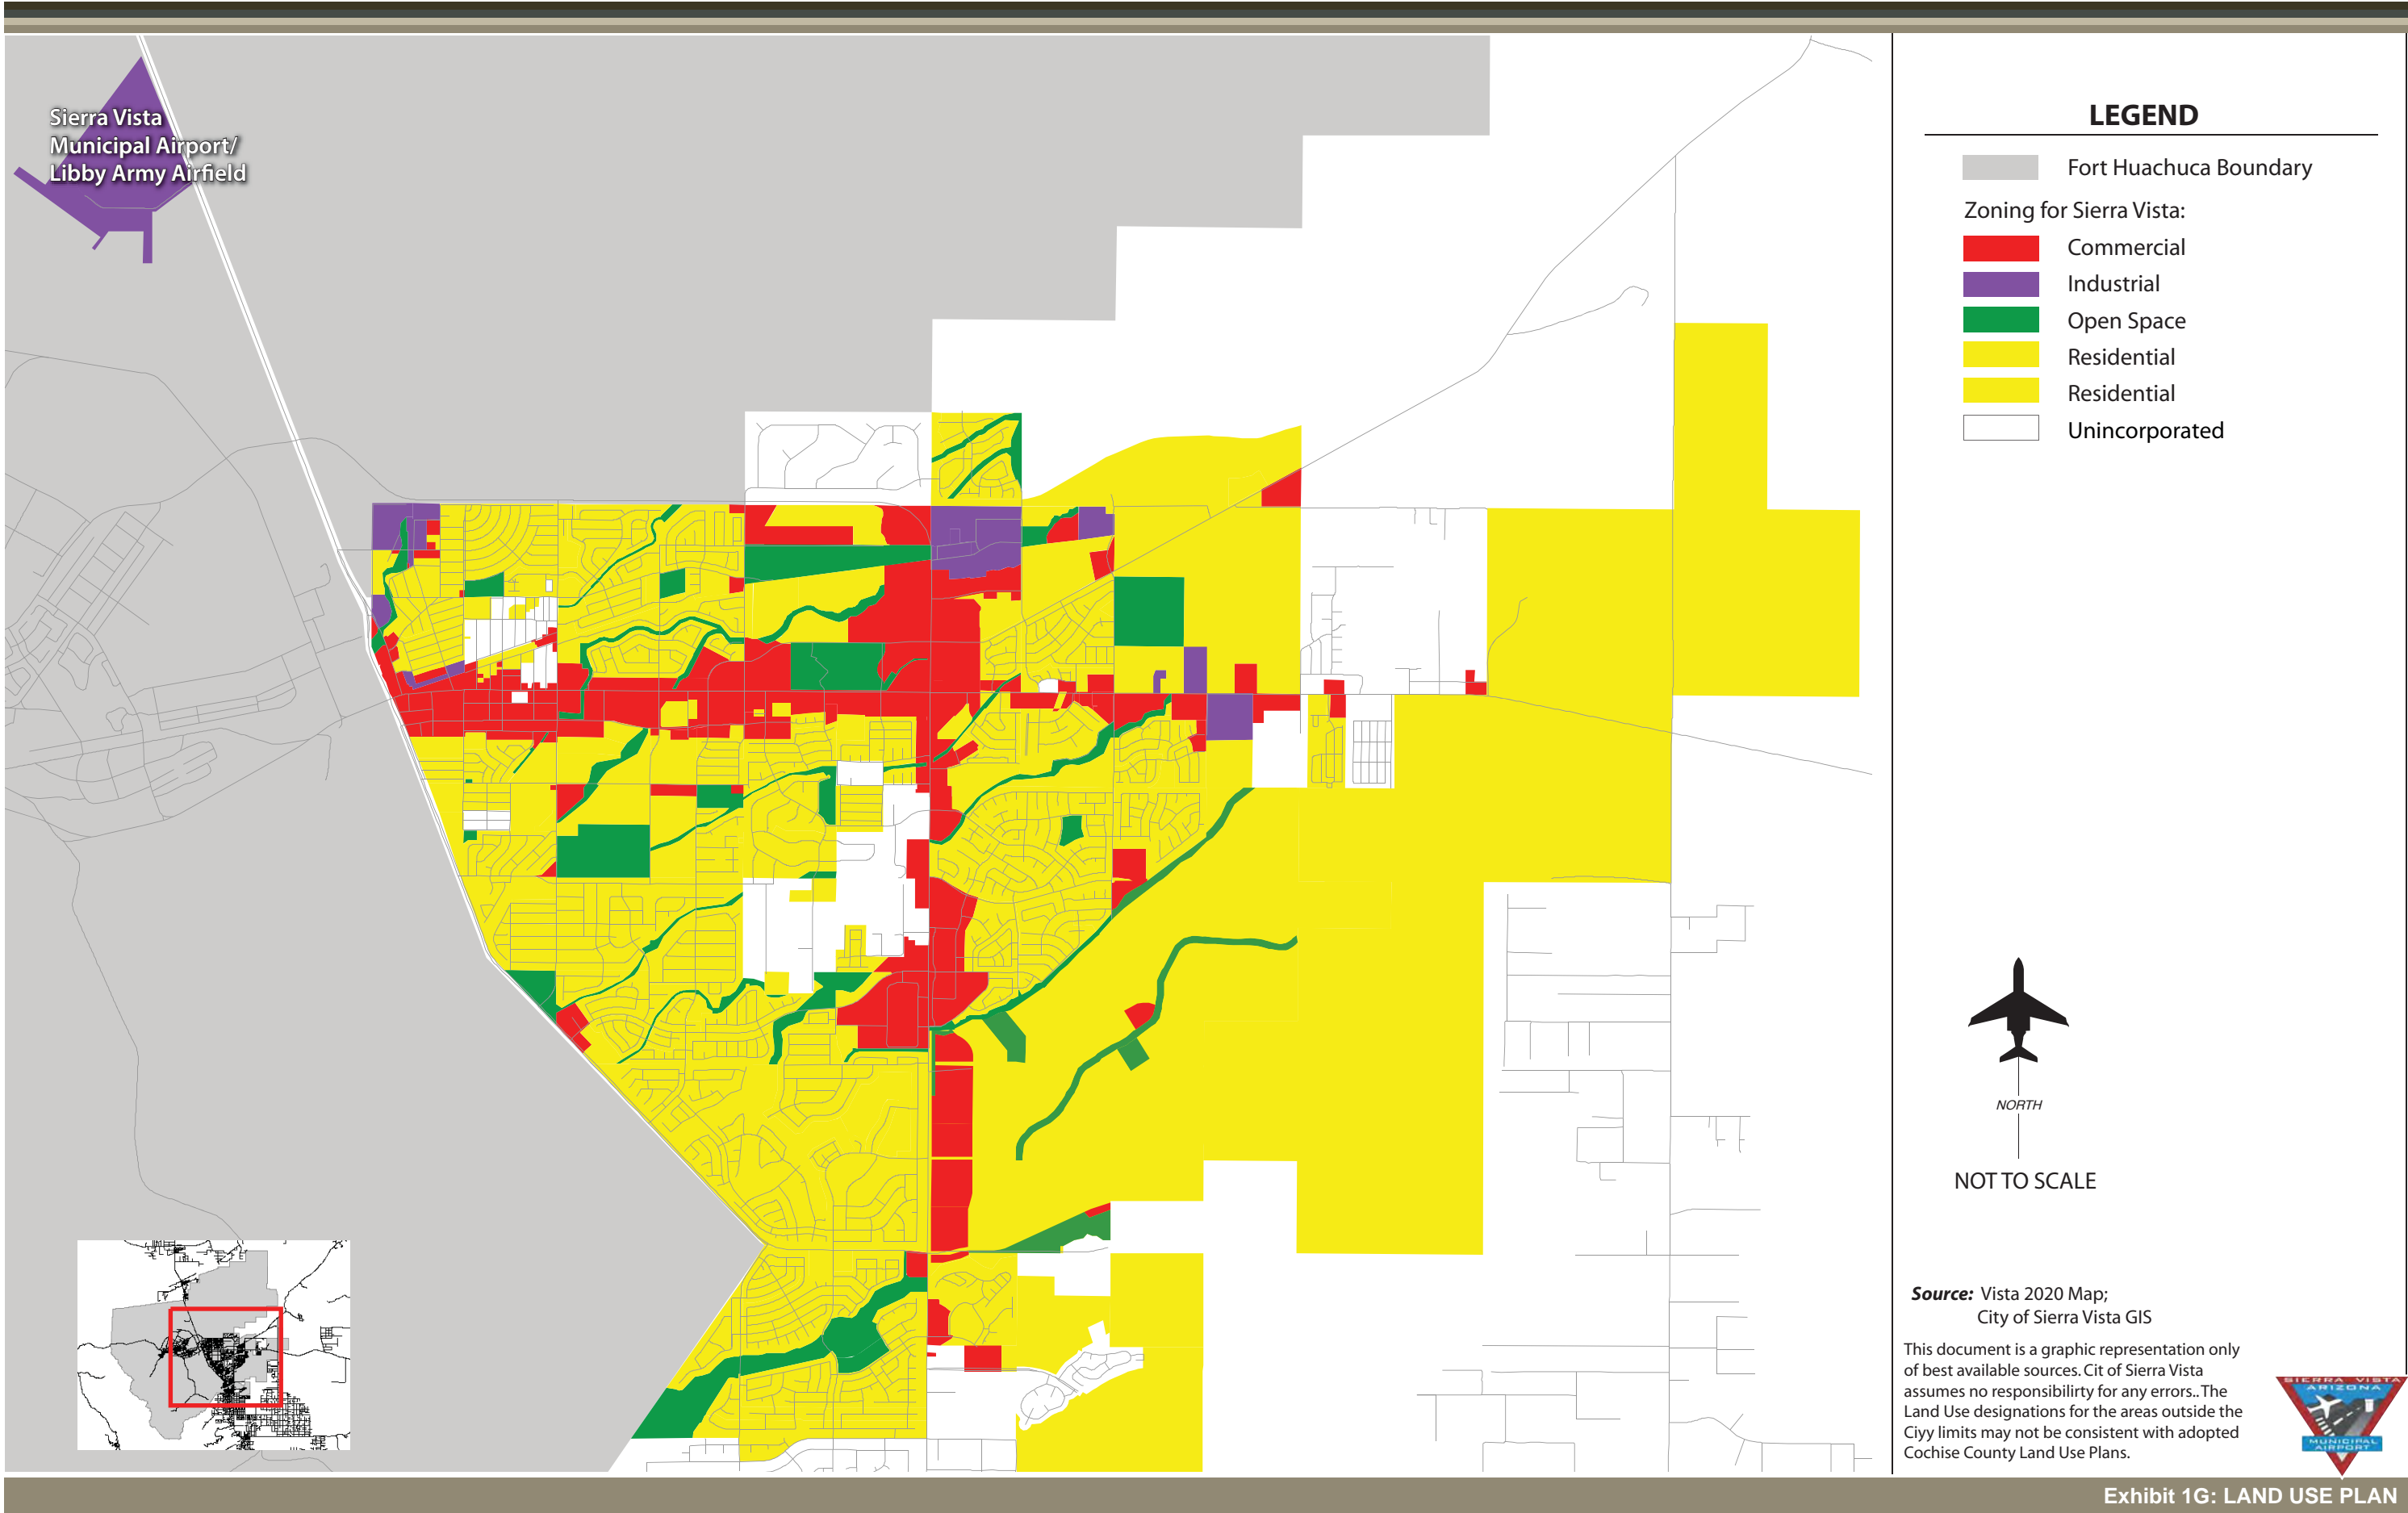 Sierra Vista
Municipal Airport/
Libby Army Airfield
LEGEND
Fort Huachuca Boundary
Zoning for Sierra Vista:
Commercial
Industrial
Open Space
Residential
Residential
Unincorporated
NORTH
NOT TO SCALE
Source: Vista 2020 Map;
City of Sierra Vista GIS
This document is a graphic representation only
of best available sources. Cit of Sierra Vista
assumes no responsibilirty for any errors.. The
Land Use designations for the areas outside the
Ciyy limits may not be consistent with adopted
Cochise County Land Use Plans.
SIERRA VISTA
ARIZONA
MUNICIPAL
AIRPORT
Exhibit 1G: LAND USE PLAN